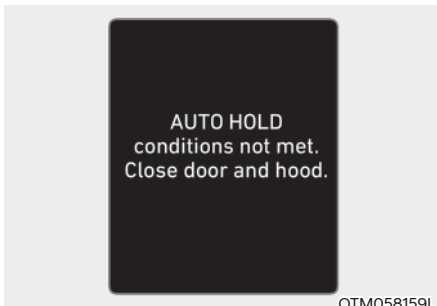 AUTO HOLD
conditions not met.
Close door and hood.
OTM058159L